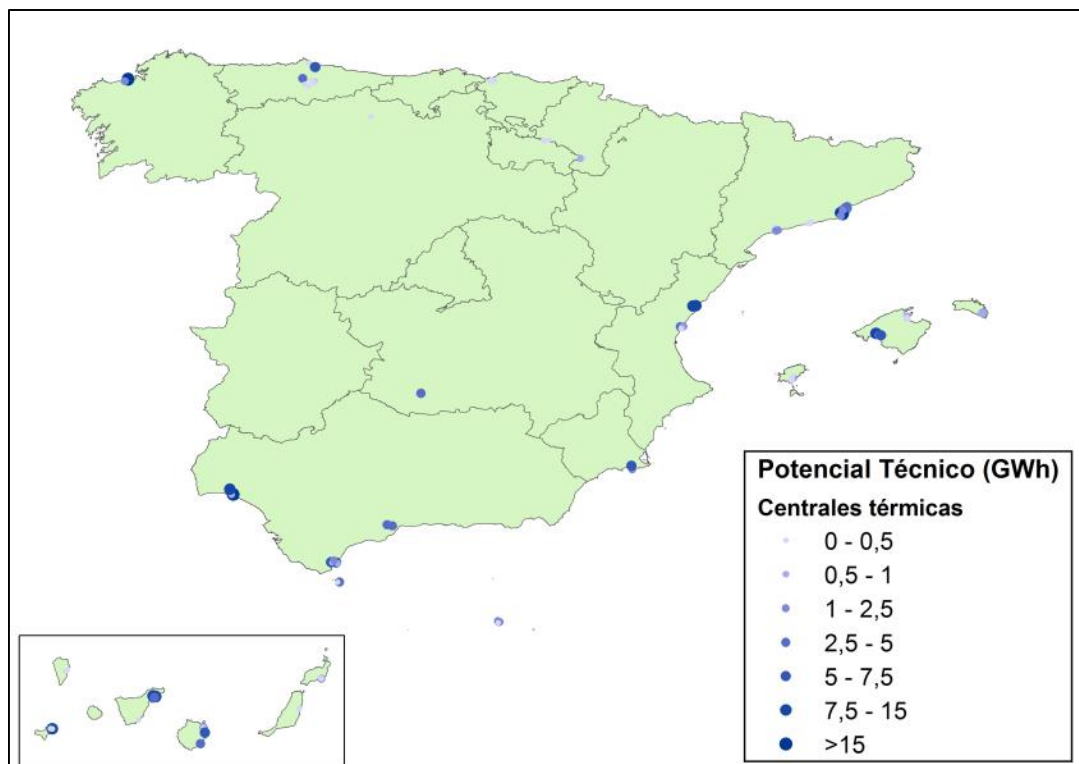 Potencial Técnico (GWh)
Centrales térmicas
0 - 0,5
0,5 - 1
1 - 2,5
2,5 - 5
5 - 7,5
7,5 - 15
>15